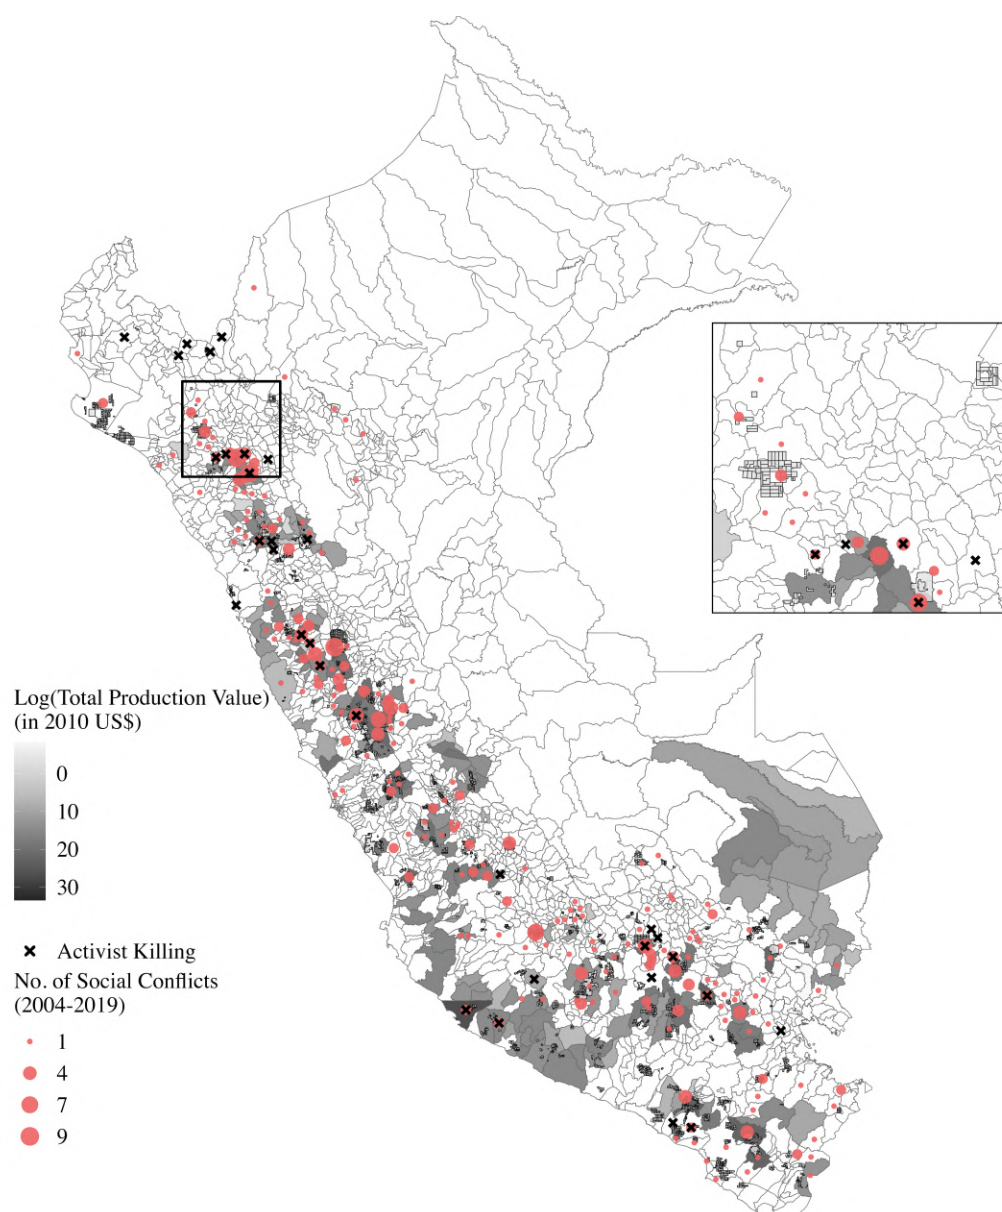 Log(Total Production Value)
(in 2010 US$)
0
10
20
30
Activist Killing
No. of Social Conflicts
(2004-2019)
1
4
7
9